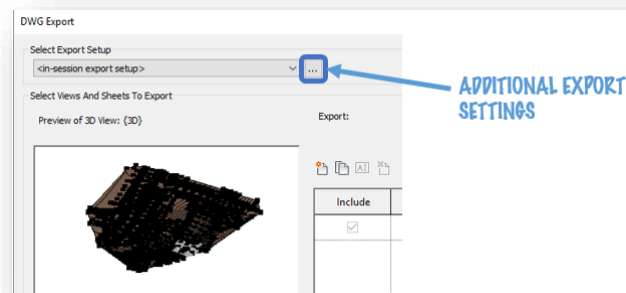 DWG Export
Select Export Setup
<in-session export setup>
...
ADDITIONAL EXPORT
SETTINGS
Select Views And Sheets To Export
Preview of 3D View: {3D}
Export:
Include